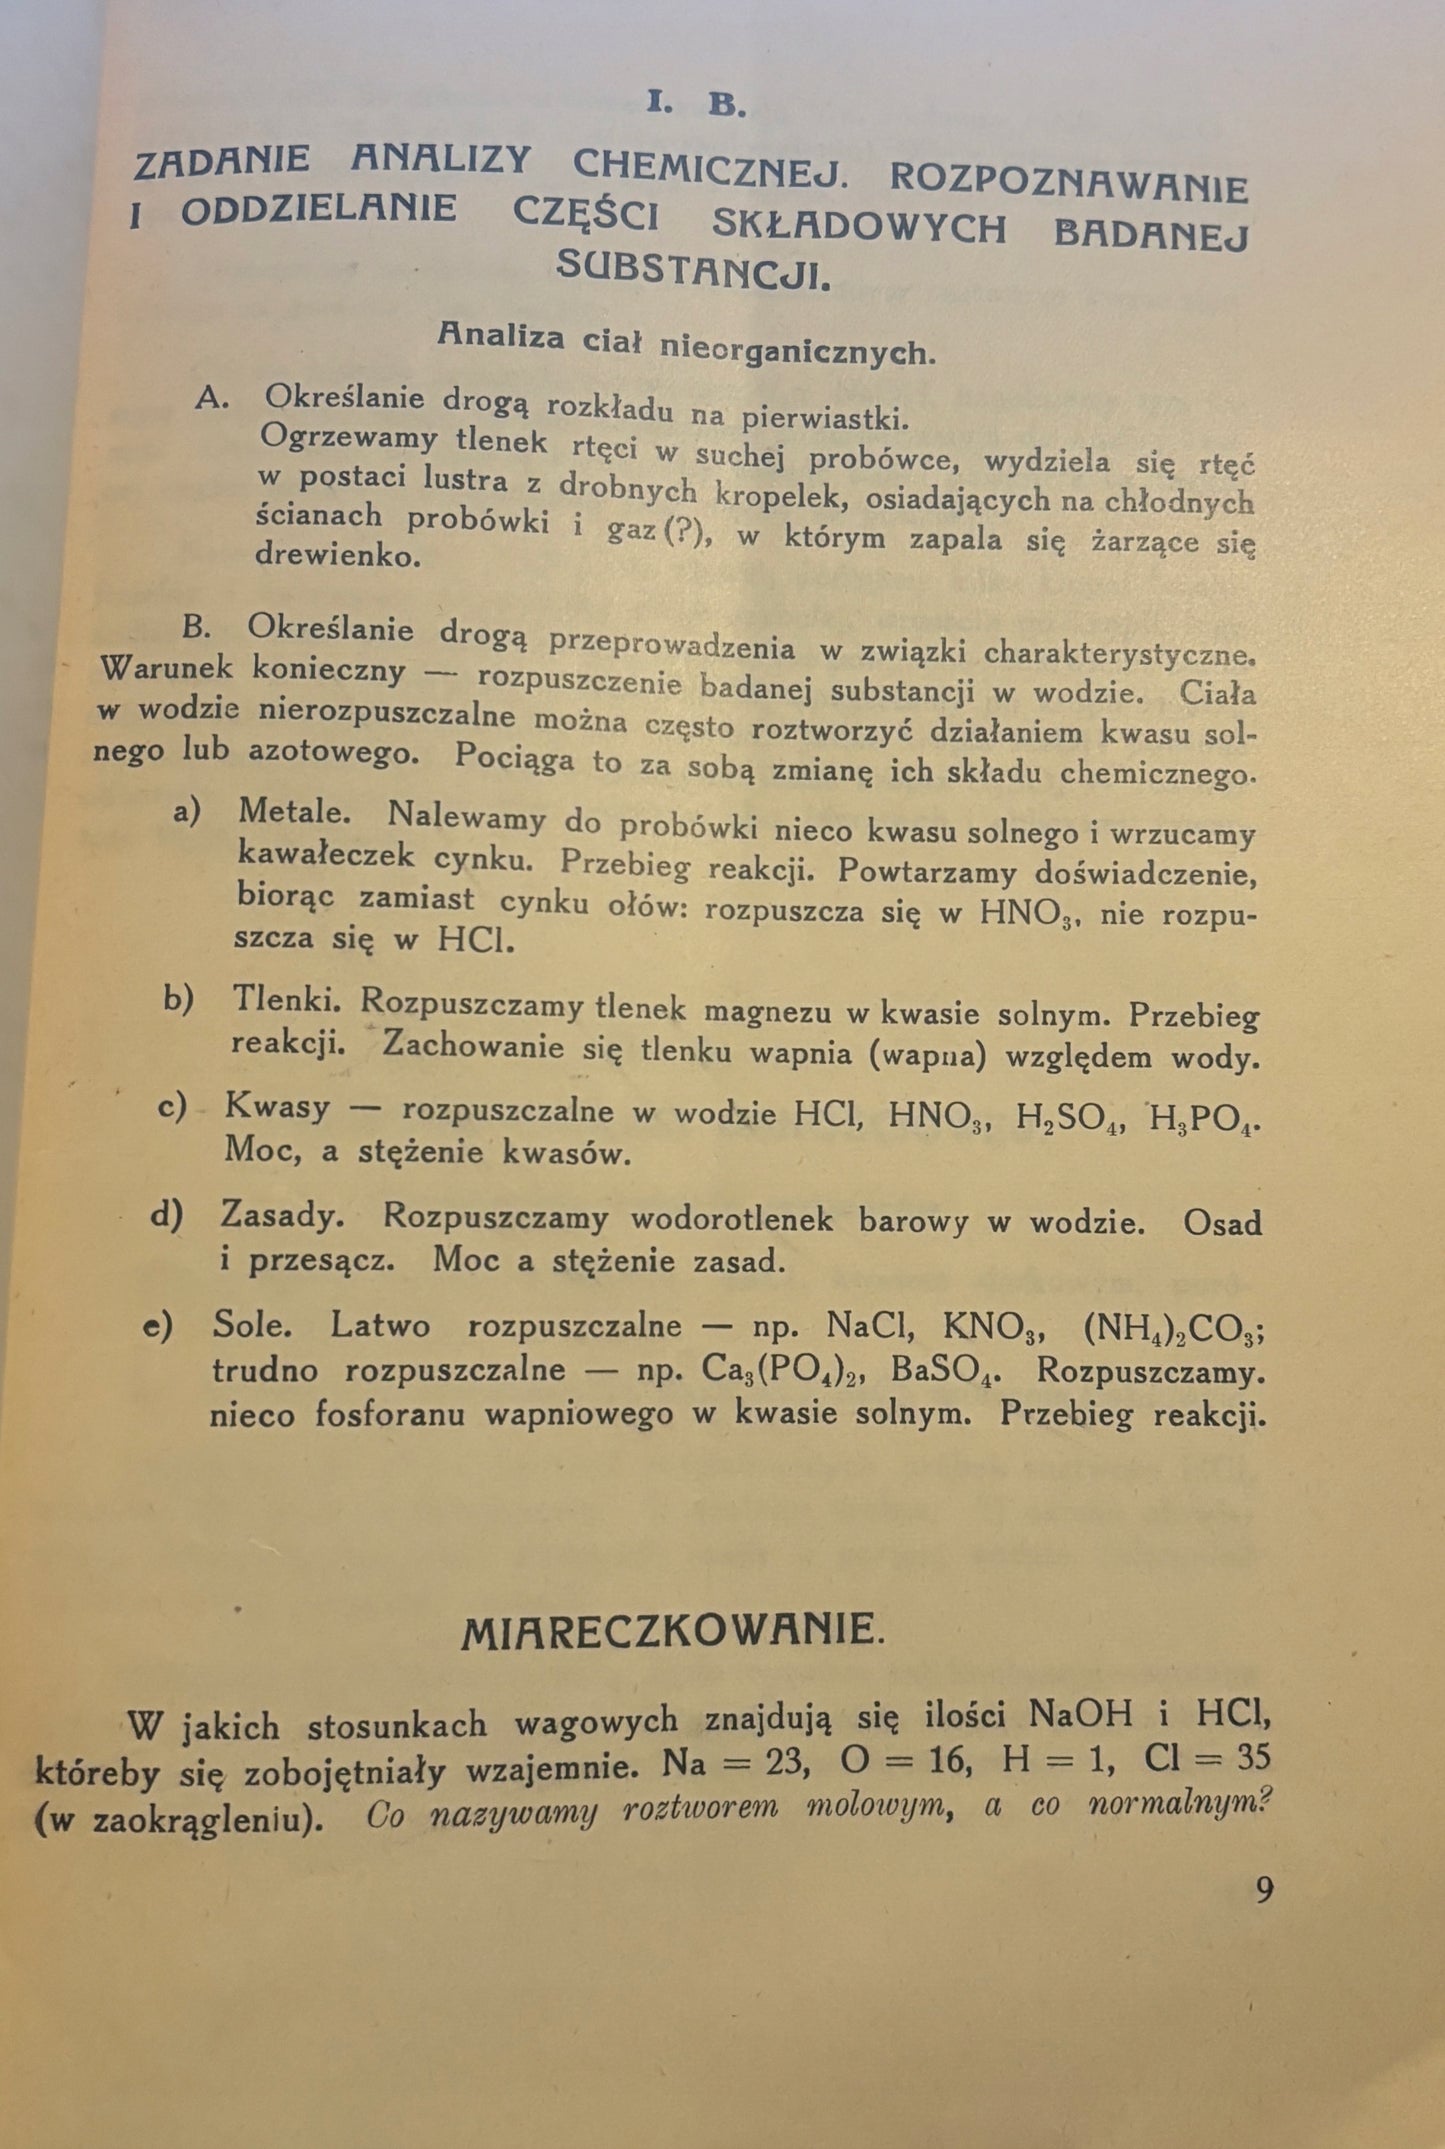 I. B.
ZADANIE ANALIZY CHEMICZNEJ. ROZPOZNAWANIE
I ODDZIELANIE CZĘŚCI SKŁADOWYCH BADANEJ
SUBSTANCJI.
Analiza ciał nieorganicznych.
A. Określanie drogą rozkładu na pierwiastki.
Ogrzewamy tlenek rtęci w suchej probówce, wydziela się rtęć
w postaci lustra z drobnych kropelek, osiadających na chłodnych
ścianach probówki i gaz (?), w którym zapala się żarzące się
drewienko.
B. Określanie drogą przeprowadzenia w związki charakterystyczne.
Warunek konieczny — rozpuszczenie badanej substancji w wodzie. Ciała
w wodzie nierozpuszczalne można często roztworzyć działaniem kwasu sol-
nego lub azotowego. Pociąga to za sobą zmianę ich składu chemicznego.
a) Metale. Nalewamy do probówki nieco kwasu solnego i wrzucamy
kawałeczek cynku. Przebieg reakcji. Powtarzamy doświadczenie,
biorąc zamiast cynku ołów: rozpuszcza się w HNO₃, nie rozpu-
szcza się w HCl.
b) Tlenki. Rozpuszczamy tlenek magnezu w kwasie solnym. Przebieg
reakcji. Zachowanie się tlenku wapnia (wapna) względem wody.
c) Kwasy — rozpuszczalne w wodzie HCl, HNO₃, H₂SO₄, H₃PO₄.
Moc, a stężenie kwasów.
d) Zasady. Rozpuszczamy wodorotlenek barowy w wodzie. Osad
i przesącz. Moc a stężenie zasad.
e) Sole. Latwo rozpuszczalne — np. NaCl, KNO₃, (NH₄)₂CO₃;
trudno rozpuszczalne — np. Ca₃(PO₄)₂, BaSO₄. Rozpuszczamy.
nieco fosforanu wapniowego w kwasie solnym. Przebieg reakcji.
MIARECZKOWANIE.
W jakich stosunkach wagowych znajdują się ilości NaOH i HCl,
któreby się zobojętniały wzajemnie. Na = 23, O = 16, H = 1, Cl = 35
(w zaokrągleniu). Co nazywamy roztworem molowym, a co normalnym?
9